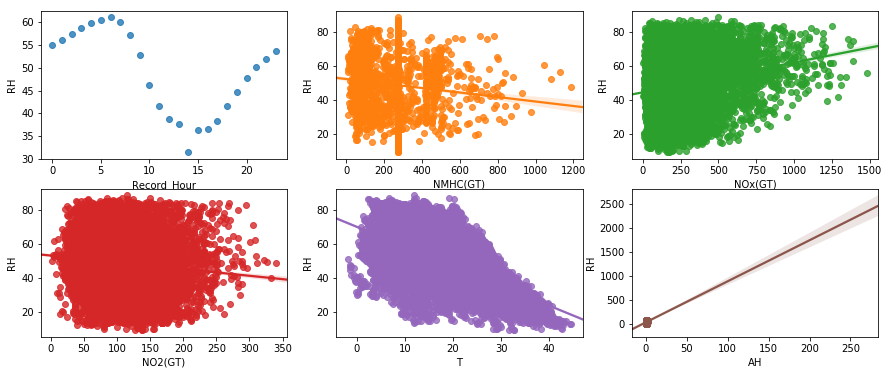 60
55
50
45
40
35
30
RH
0 5 10 15 20
Record_Hour
80
60
40
20
RH
0 200 400 600 800 1000 1200
NMHC(GT)
80
60
40
20
RH
0 250 500 750 1000 1250 1500
NOx(GT)
80
60
40
20
RH
0 50 100 150 200 250 300 350
NO2(GT)
80
60
40
20
RH
0 10 20 30 40
T
2500
2000
1500
1000
500
0
RH
0 50 100 150 200 250
AH